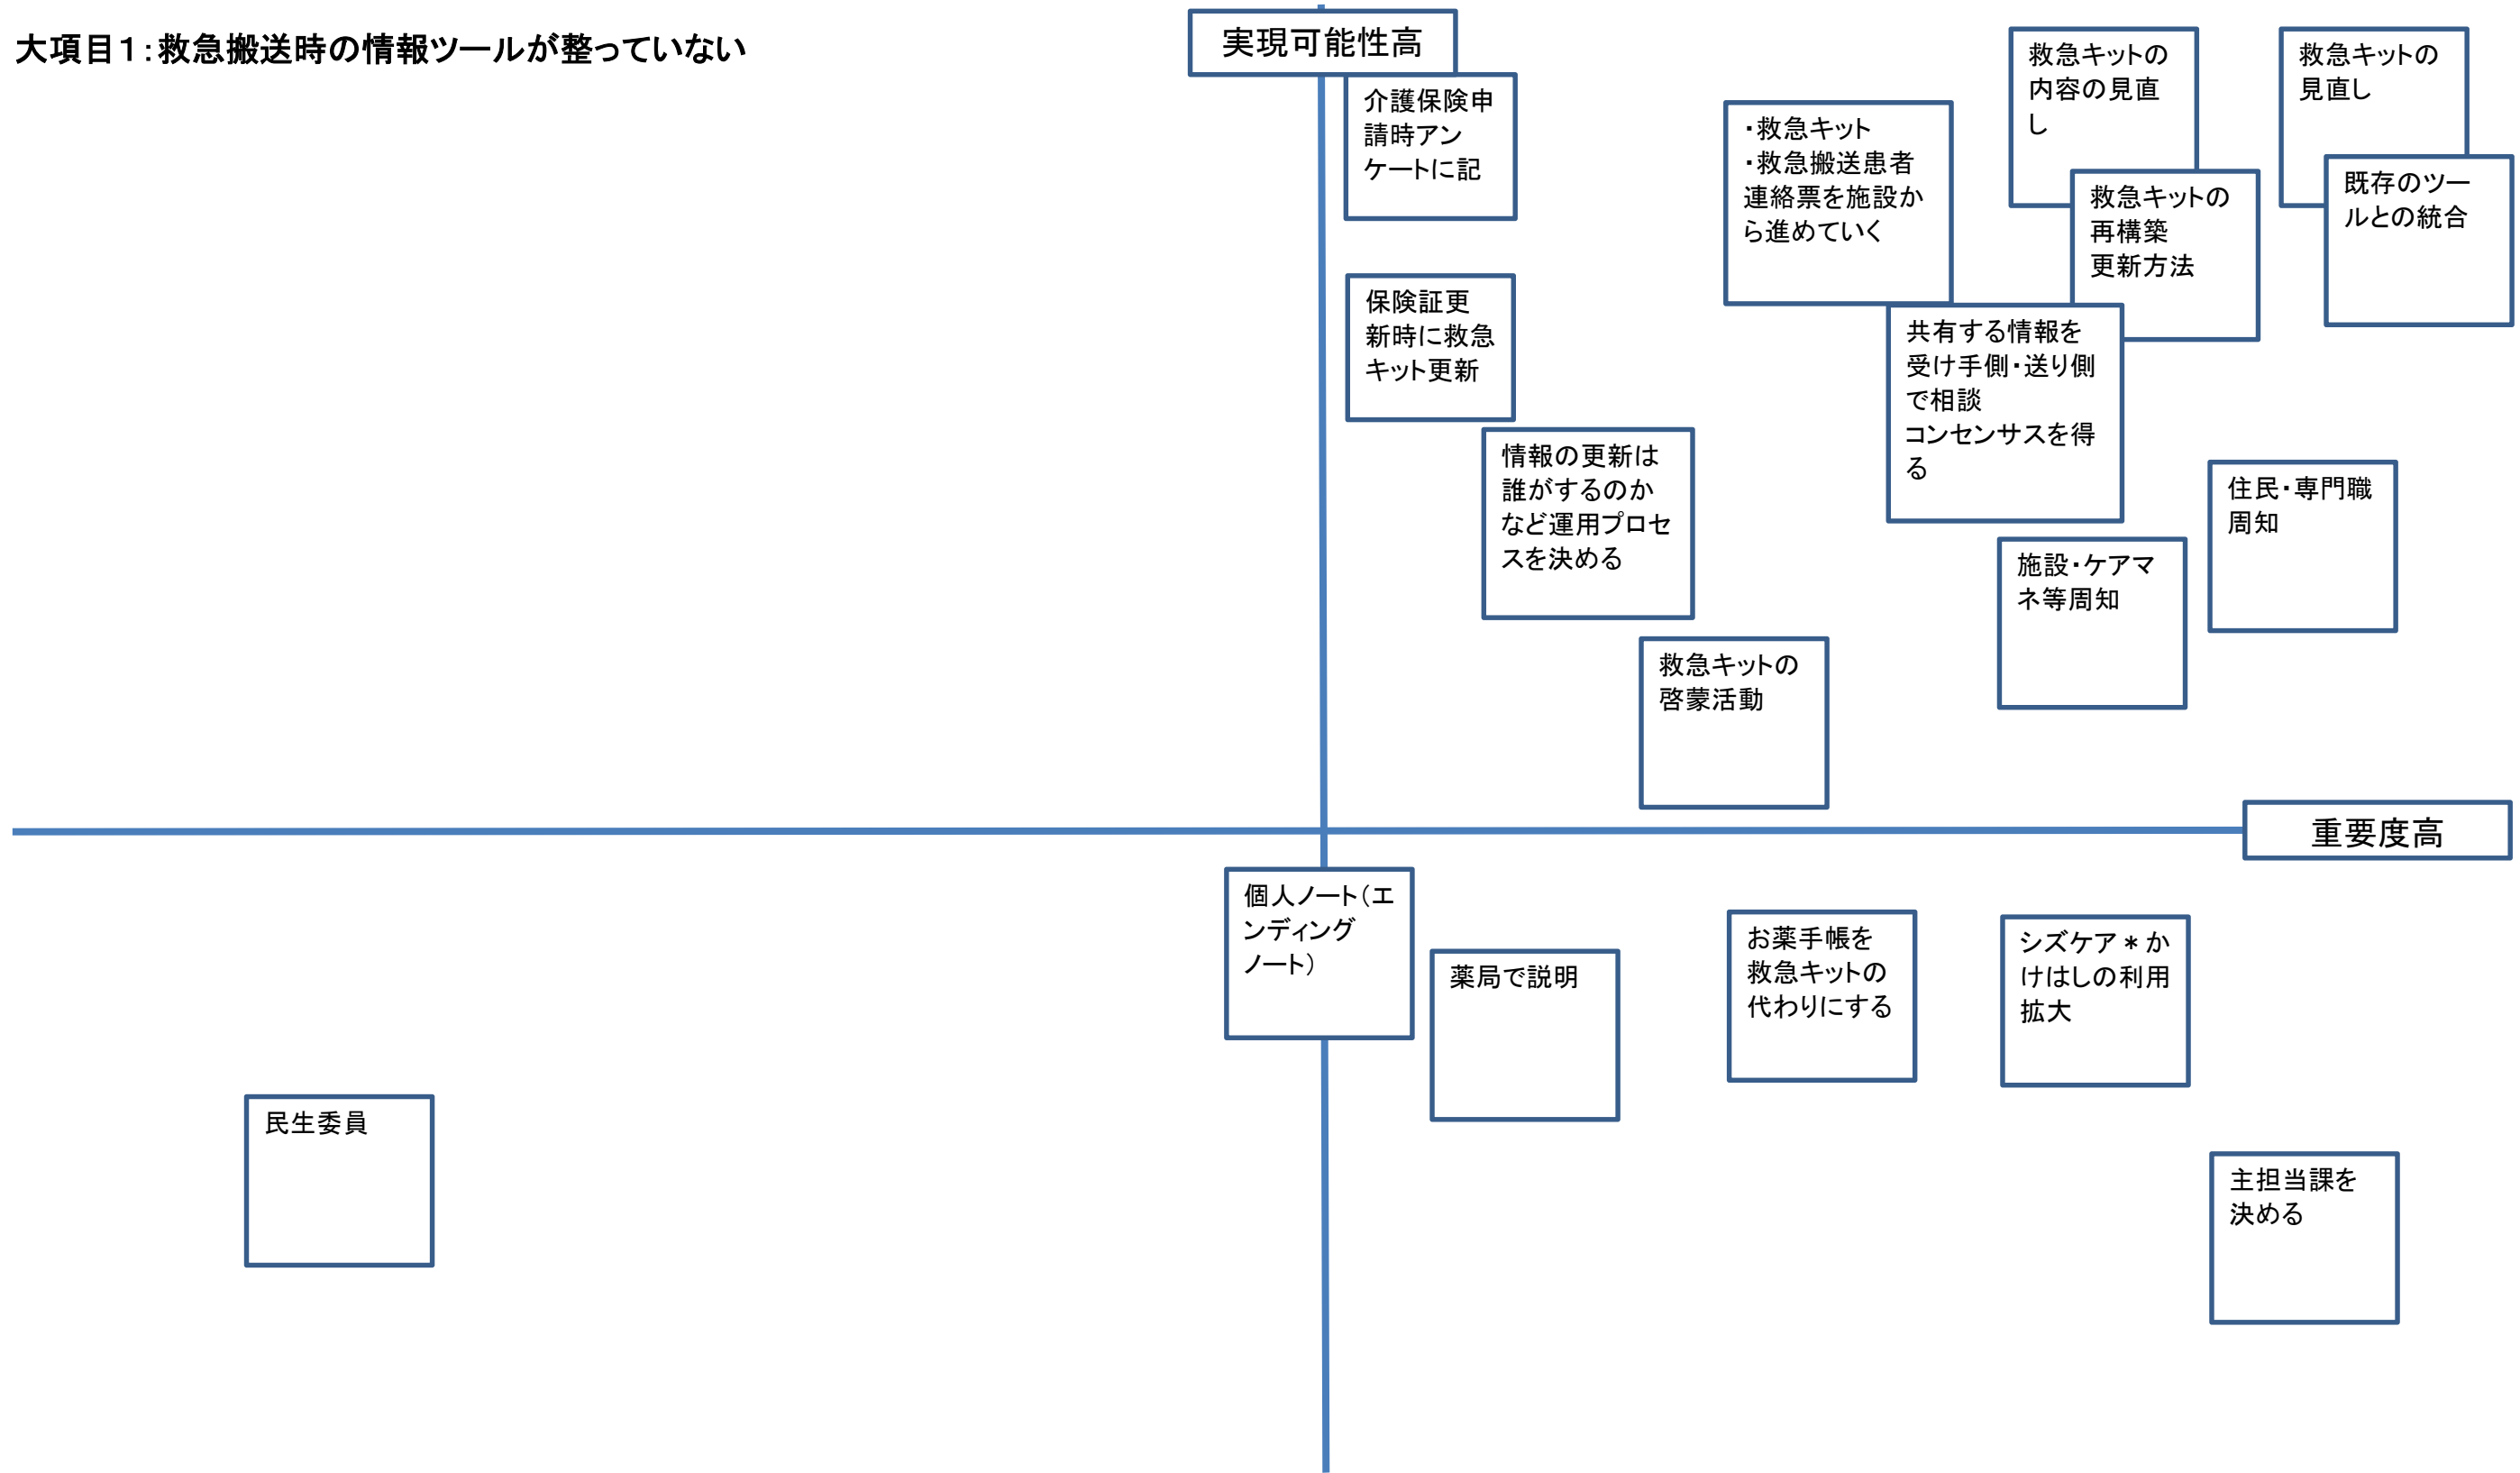 大項目１：救急搬送時の情報ツールが整っていない
実現可能性高
介護保険申
請時アン
ケートに記
・救急キット
・救急搬送患者
連絡票を施設か
ら進めていく
救急キットの
内容の見直
し
救急キットの
見直し
救急キットの
再構築
更新方法
既存のツー
ルとの統合
保険証更
新時に救急
キット更新
共有する情報を
受け手側・送り側
で相談
コンセンサスを得
る
情報の更新は
誰がするのか
など運用プロセ
スを決める
住民・専門職
周知
施設・ケアマ
ネ等周知
救急キットの
啓蒙活動
重要度高
個人ノート（エ
ンディング
ノート）
薬局で説明
お薬手帳を
救急キットの
代わりにする
シズケア＊か
けはしの利用
拡大
民生委員
主担当課を
決める